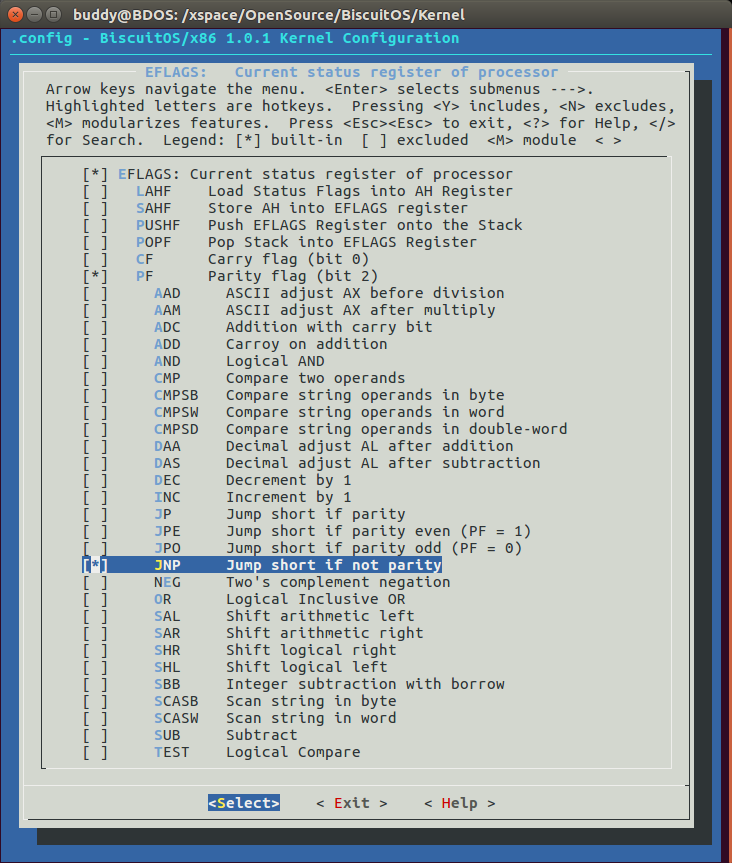 buddy@BDOS: /xspace/OpenSource/BiscuitOS/Kernel
.config - BiscuitOS/x86 1.0.1 Kernel Configuration
EFLAGS:   Current status register of processor
Arrow keys navigate the menu.  <Enter> selects submenus --->.
Highlighted letters are hotkeys.  Pressing <Y> includes, <N> excludes,
<M> modularizes features.  Press <Esc><Esc> to exit, <?> for Help, </>
for Search.  Legend: [*] built-in  [ ] excluded  <M> module  < >
[*] EFLAGS: Current status register of processor
[ ]   LAHF    Load Status Flags into AH Register
[ ]   SAHF    Store AH into EFLAGS register
[ ]   PUSHF   Push EFLAGS Register onto the Stack
[ ]   POPF    Pop Stack into EFLAGS Register
[ ]   CF      Carry flag (bit 0)
[*]   PF      Parity flag (bit 2)
[ ]     AAD     ASCII adjust AX before division
[ ]     AAM     ASCII adjust AX after multiply
[ ]     ADC     Addition with carry bit
[ ]     ADD     Carroy on addition
[ ]     AND     Logical AND
[ ]     CMP     Compare two operands
[ ]     CMPSB   Compare string operands in byte
[ ]     CMPSW   Compare string operands in word
[ ]     CMPSD   Compare string operands in double-word
[ ]     DAA     Decimal adjust AL after addition
[ ]     DAS     Decimal adjust AL after subtraction
[ ]     DEC     Decrement by 1
[ ]     INC     Increment by 1
[ ]     JP      Jump short if parity
[ ]     JPE     Jump short if parity even (PF = 1)
[ ]     JPO     Jump short if parity odd (PF = 0)
[*]     JNP     Jump short if not parity
[ ]     NEG     Two's complement negation
[ ]     OR      Logical Inclusive OR
[ ]     SAL     Shift arithmetic left
[ ]     SAR     Shift arithmetic right
[ ]     SHR     Shift logical right
[ ]     SHL     Shift logical left
[ ]     SBB     Integer subtraction with borrow
[ ]     SCASB   Scan string in byte
[ ]     SCASW   Scan string in word
[ ]     SUB     Subtract
[ ]     TEST    Logical Compare
<Select>    < Exit >    < Help >